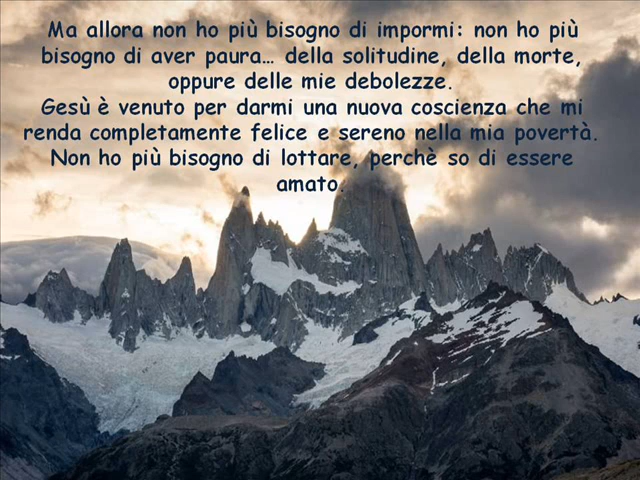 Ma allora non ho più bisogno di impormi: non ho più
bisogno di aver paura… della solitudine, della morte,
oppure delle mie debolezze.
Gesù è venuto per darmi una nuova coscienza che mi
renda completamente felice e sereno nella mia povertà.
Non ho più bisogno di lottare, perchè so di essere
amato.